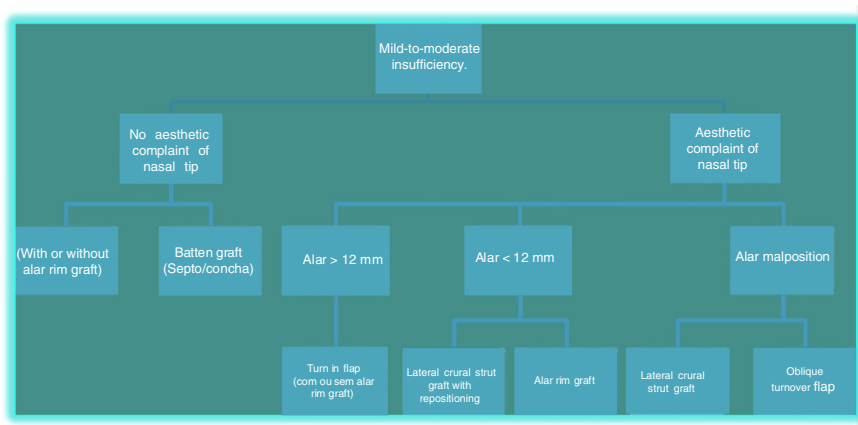 Mild-to-moderate
insufficiency.
No aesthetic
complaint of
nasal tip
Aesthetic
complaint of
nasal tip
(With or without
alar rim graft)
Batten graft
(Septo/concha)
Alar > 12 mm
Alar < 12 mm
Alar malposition
Turn in flap
(com ou sem alar
rim graft)
Lateral crural strut
graft with
repositioning
Alar rim graft
Lateral crural
strut graft
Oblique
turnover flap